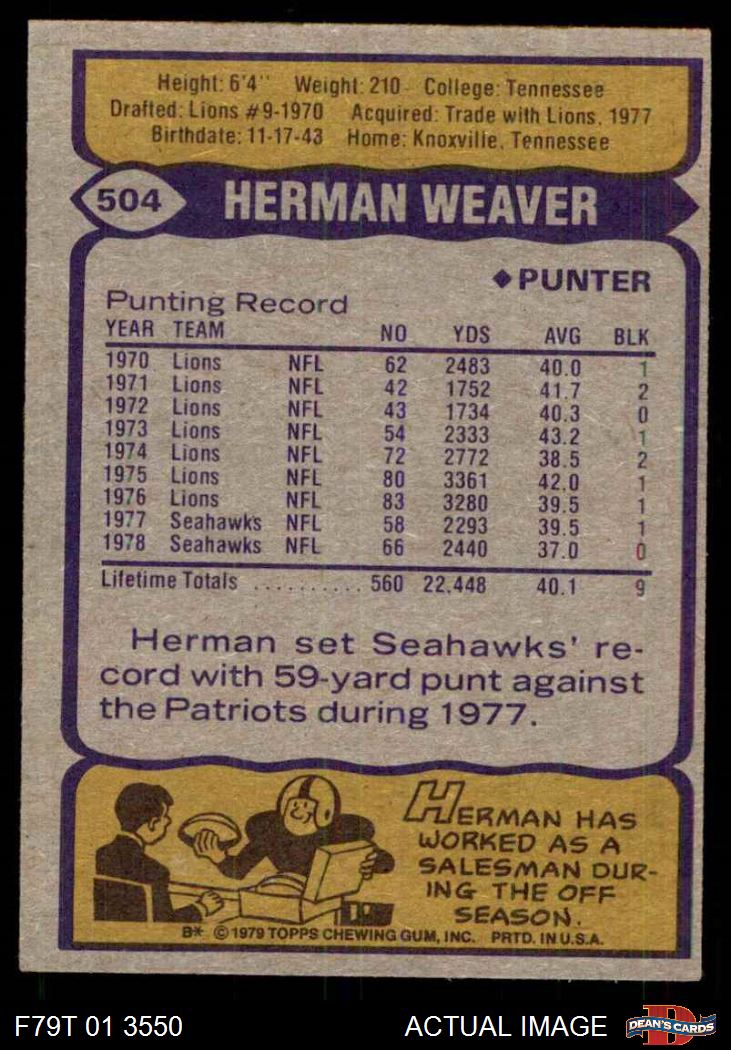 Height: 6'4" Weight: 210 College: Tennessee
Drafted: Lions #9-1970 Acquired: Trade with Lions, 1977
Birthdate: 11-17-43 Home: Knoxville, Tennessee
504 HERMAN WEAVER
◆ PUNTER
Punting Record
YEAR TEAM NO YDS AVG BLK
1970 Lions NFL 62 2483 40.0 1
1971 Lions NFL 42 1752 41.7 2
1972 Lions NFL 43 1734 40.3 0
1973 Lions NFL 54 2333 43.2 1
1974 Lions NFL 72 2772 38.5 2
1975 Lions NFL 80 3361 42.0 1
1976 Lions NFL 83 3280 39.5 1
1977 Seahawks NFL 58 2293 39.5 1
1978 Seahawks NFL 66 2440 37.0 0
Lifetime Totals .......... 560 22,448 40.1 9
Herman set Seahawks' re-
cord with 59-yard punt against
the Patriots during 1977.
HERMAN HAS
WORKED AS A
SALESMAN DUR-
ING THE OFF
SEASON.
B* © 1979 TOPPS CHEWING GUM, INC. PRTD. IN U.S.A.
F79T 01 3550 ACTUAL IMAGE D DEAN'S CARDS